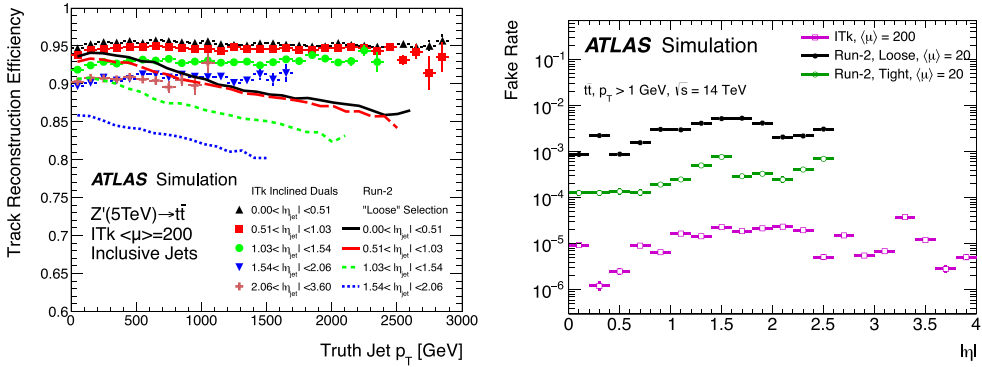 Track Reconstruction Efficiency
1
0.95
0.9
0.85
0.8
0.75
0.7
0.65
0.6
ATLAS Simulation
Z'(5TeV)→tt̄
ITk <μ>=200
Inclusive Jets
ITk Inclined Duals
0.00< |η_jet| <0.51
0.51< |η_jet| <1.03
1.03< |η_jet| <1.54
1.54< |η_jet| <2.06
2.06< |η_jet| <3.60
Run-2
"Loose" Selection
0.00< |η_jet| <0.51
0.51< |η_jet| <1.03
1.03< |η_jet| <1.54
1.54< |η_jet| <2.06
0 500 1000 1500 2000 2500 3000
Truth Jet p_T [GeV]
Fake Rate
10⁻¹
10⁻²
10⁻³
10⁻⁴
10⁻⁵
10⁻⁶
ATLAS Simulation
tt̄, p_T > 1 GeV, √s = 14 TeV
ITk, ⟨μ⟩ = 200
Run-2, Loose, ⟨μ⟩ = 20
Run-2, Tight, ⟨μ⟩ = 20
0 0.5 1 1.5 2 2.5 3 3.5 4
|η|